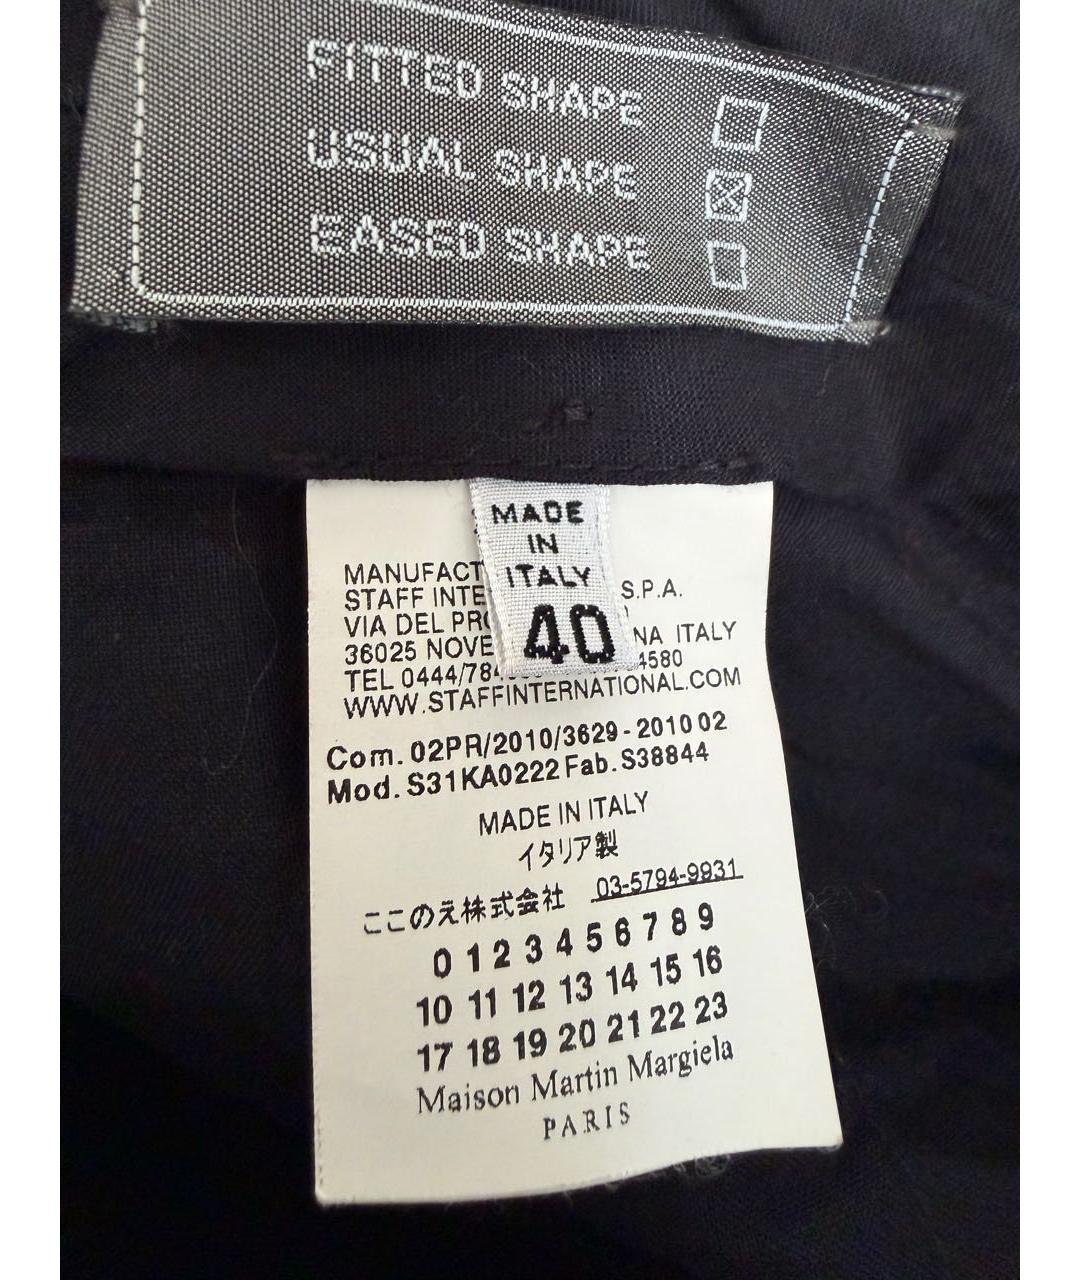 FITTED SHAPE
USUAL SHAPE
EASED SHAPE
MADE
IN
ITALY
40
MANUFACT
STAFF INTE S.P.A.
VIA DEL PRO
36025 NOVE NA ITALY
TEL 0444/784 4580
WWW.STAFFINTERNATIONAL.COM
Com. 02PR/2010/3629 - 2010 02
Mod. S31KA0222 Fab. S38844
MADE IN ITALY
イタリア製
ここのえ株式会社 03-5794-9931
0 1 2 3 4 5 6 7 8 9
10 11 12 13 14 15 16
17 18 19 20 21 22 23
Maison Martin Margiela
PARIS